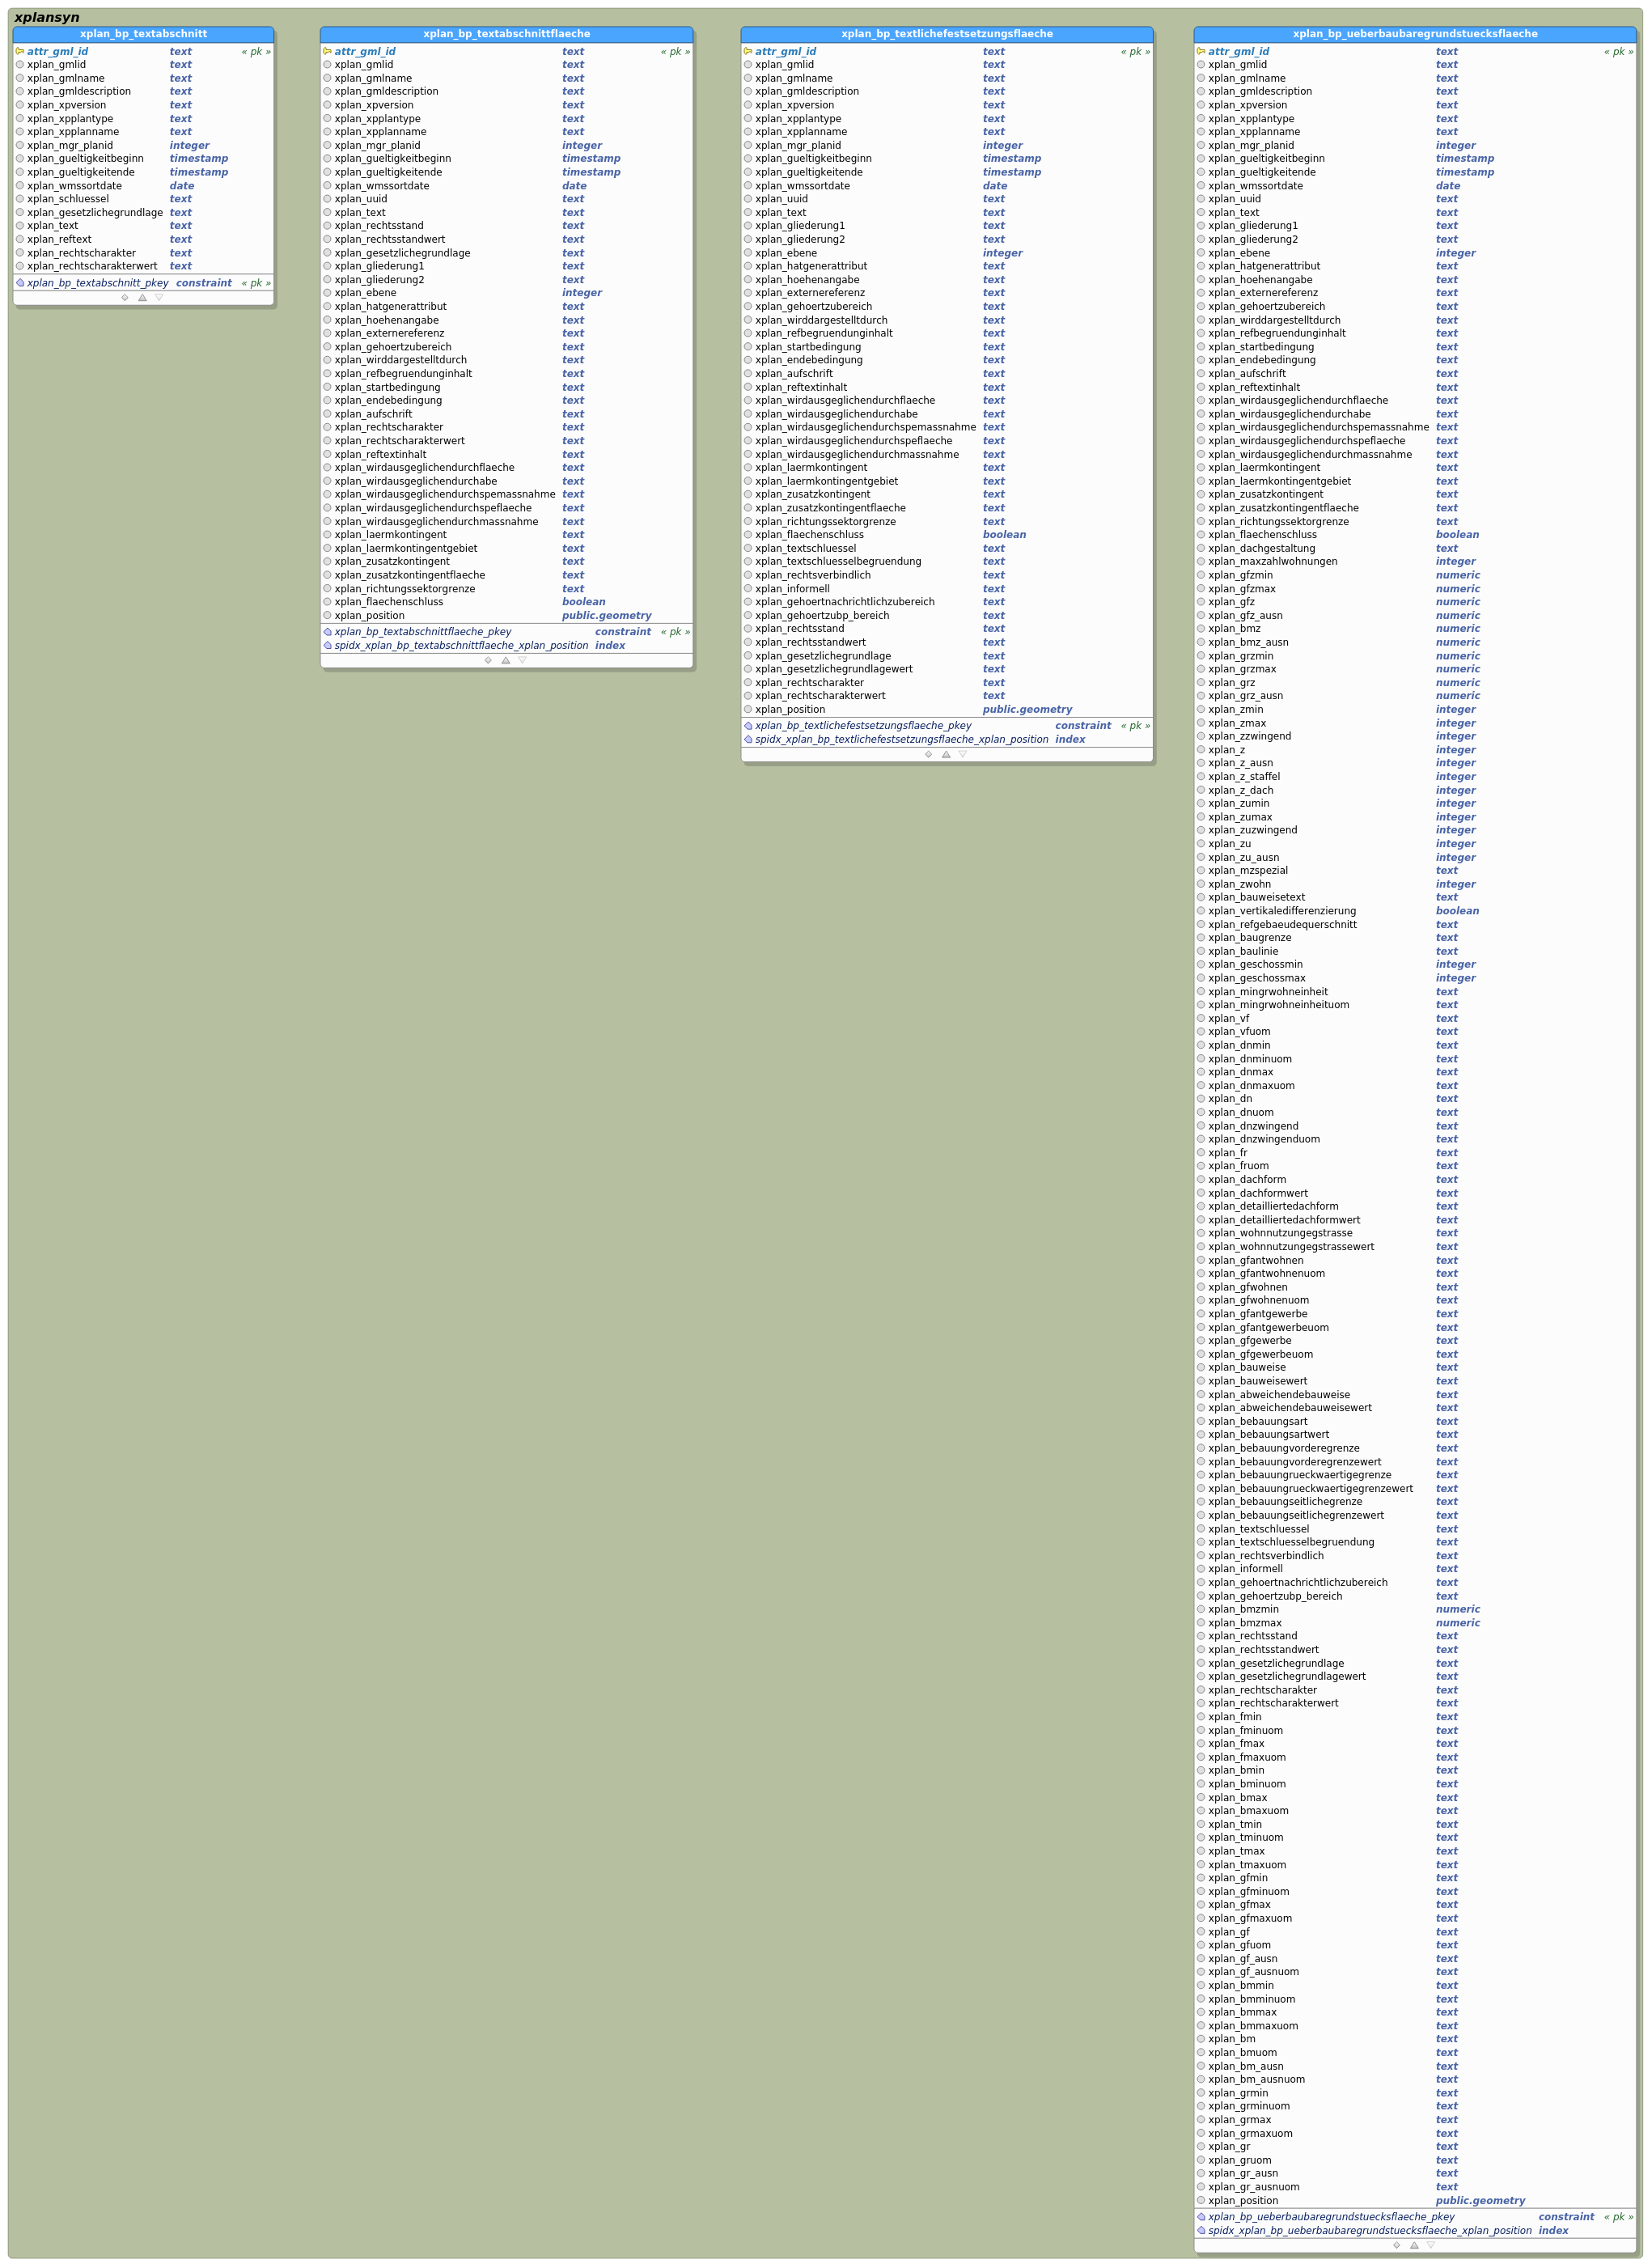 xplansyn
xplan_bp_textabschnitt
attr_gml_id text « pk »
xplan_gmlid text
xplan_gmlname text
xplan_gmldescription text
xplan_xpversion text
xplan_xpplantype text
xplan_xpplanname text
xplan_mgr_planid integer
xplan_gueltigkeitbeginn timestamp
xplan_gueltigkeitende timestamp
xplan_wmssortdate date
xplan_schluessel text
xplan_gesetzlichegrundlage text
xplan_text text
xplan_reftext text
xplan_rechtscharakter text
xplan_rechtscharakterwert text
xplan_bp_textabschnitt_pkey constraint « pk »
xplan_bp_textabschnittflaeche
attr_gml_id text « pk »
xplan_gmlid text
xplan_gmlname text
xplan_gmldescription text
xplan_xpversion text
xplan_xpplantype text
xplan_xpplanname text
xplan_mgr_planid integer
xplan_gueltigkeitbeginn timestamp
xplan_gueltigkeitende timestamp
xplan_wmssortdate date
xplan_uuid text
xplan_text text
xplan_rechtsstand text
xplan_rechtsstandwert text
xplan_gesetzlichegrundlage text
xplan_gliederung1 text
xplan_gliederung2 text
xplan_ebene integer
xplan_hatgenerattribut text
xplan_hoehenangabe text
xplan_externereferenz text
xplan_gehoertzubereich text
xplan_wirddargestelltdurch text
xplan_refbegruendunginhalt text
xplan_startbedingung text
xplan_endebedingung text
xplan_aufschrift text
xplan_rechtscharakter text
xplan_rechtscharakterwert text
xplan_reftextinhalt text
xplan_wirdausgeglichendurchflaeche text
xplan_wirdausgeglichendurchabe text
xplan_wirdausgeglichendurchspemassnahme text
xplan_wirdausgeglichendurchspeflaeche text
xplan_wirdausgeglichendurchmassnahme text
xplan_laermkontingent text
xplan_laermkontingentgebiet text
xplan_zusatzkontingent text
xplan_zusatzkontingentflaeche text
xplan_richtungssektorgrenze text
xplan_flaechenschluss boolean
xplan_position public.geometry
xplan_bp_textabschnittflaeche_pkey constraint « pk »
spidx_xplan_bp_textabschnittflaeche_xplan_position index
xplan_bp_textlichefestsetzungsflaeche
attr_gml_id text « pk »
xplan_gmlid text
xplan_gmlname text
xplan_gmldescription text
xplan_xpversion text
xplan_xpplantype text
xplan_xpplanname text
xplan_mgr_planid integer
xplan_gueltigkeitbeginn timestamp
xplan_gueltigkeitende timestamp
xplan_wmssortdate date
xplan_uuid text
xplan_text text
xplan_gliederung1 text
xplan_gliederung2 text
xplan_ebene integer
xplan_hatgenerattribut text
xplan_hoehenangabe text
xplan_externereferenz text
xplan_gehoertzubereich text
xplan_wirddargestelltdurch text
xplan_refbegruendunginhalt text
xplan_startbedingung text
xplan_endebedingung text
xplan_aufschrift text
xplan_reftextinhalt text
xplan_wirdausgeglichendurchflaeche text
xplan_wirdausgeglichendurchabe text
xplan_wirdausgeglichendurchspemassnahme text
xplan_wirdausgeglichendurchspeflaeche text
xplan_wirdausgeglichendurchmassnahme text
xplan_laermkontingent text
xplan_laermkontingentgebiet text
xplan_zusatzkontingent text
xplan_zusatzkontingentflaeche text
xplan_richtungssektorgrenze text
xplan_flaechenschluss boolean
xplan_textschluessel text
xplan_textschluesselbegruendung text
xplan_rechtsverbindlich text
xplan_informell text
xplan_gehoertnachrichtlichzubereich text
xplan_gehoertzubp_bereich text
xplan_rechtsstand text
xplan_rechtsstandwert text
xplan_gesetzlichegrundlage text
xplan_gesetzlichegrundlagewert text
xplan_rechtscharakter text
xplan_rechtscharakterwert text
xplan_position public.geometry
xplan_bp_textlichefestsetzungsflaeche_pkey constraint « pk »
spidx_xplan_bp_textlichefestsetzungsflaeche_xplan_position index
xplan_bp_ueberbaubaregrundstuecksflaeche
attr_gml_id text « pk »
xplan_gmlid text
xplan_gmlname text
xplan_gmldescription text
xplan_xpversion text
xplan_xpplantype text
xplan_xpplanname text
xplan_mgr_planid integer
xplan_gueltigkeitbeginn timestamp
xplan_gueltigkeitende timestamp
xplan_wmssortdate date
xplan_uuid text
xplan_text text
xplan_gliederung1 text
xplan_gliederung2 text
xplan_ebene integer
xplan_hatgenerattribut text
xplan_hoehenangabe text
xplan_externereferenz text
xplan_gehoertzubereich text
xplan_wirddargestelltdurch text
xplan_refbegruendunginhalt text
xplan_startbedingung text
xplan_endebedingung text
xplan_aufschrift text
xplan_reftextinhalt text
xplan_wirdausgeglichendurchflaeche text
xplan_wirdausgeglichendurchabe text
xplan_wirdausgeglichendurchspemassnahme text
xplan_wirdausgeglichendurchspeflaeche text
xplan_wirdausgeglichendurchmassnahme text
xplan_laermkontingent text
xplan_laermkontingentgebiet text
xplan_zusatzkontingent text
xplan_zusatzkontingentflaeche text
xplan_richtungssektorgrenze text
xplan_flaechenschluss boolean
xplan_dachgestaltung text
xplan_maxzahlwohnungen integer
xplan_gfzmin numeric
xplan_gfzmax numeric
xplan_gfz numeric
xplan_gfz_ausn numeric
xplan_bmz numeric
xplan_bmz_ausn numeric
xplan_grzmin numeric
xplan_grzmax numeric
xplan_grz numeric
xplan_grz_ausn numeric
xplan_zmin integer
xplan_zmax integer
xplan_zzwingend integer
xplan_z integer
xplan_z_ausn integer
xplan_z_staffel integer
xplan_z_dach integer
xplan_zumin integer
xplan_zumax integer
xplan_zuzwingend integer
xplan_zu integer
xplan_zu_ausn integer
xplan_mzspezial text
xplan_zwohn integer
xplan_bauweisetext text
xplan_vertikaledifferenzierung boolean
xplan_refgebaeudequerschnitt text
xplan_baugrenze text
xplan_baulinie text
xplan_geschossmin integer
xplan_geschossmax integer
xplan_mingrwohneinheit text
xplan_mingrwohneinheituom text
xplan_vf text
xplan_vfuom text
xplan_dnmin text
xplan_dnminuom text
xplan_dnmax text
xplan_dnmaxuom text
xplan_dn text
xplan_dnuom text
xplan_dnzwingend text
xplan_dnzwingenduom text
xplan_fr text
xplan_fruom text
xplan_dachform text
xplan_dachformwert text
xplan_detailliertedachform text
xplan_detailliertedachformwert text
xplan_wohnnutzungegstrasse text
xplan_wohnnutzungegstrassewert text
xplan_gfantwohnen text
xplan_gfantwohnenuom text
xplan_gfwohnen text
xplan_gfwohnenuom text
xplan_gfantgewerbe text
xplan_gfantgewerbeuom text
xplan_gfgewerbe text
xplan_gfgewerbeuom text
xplan_bauweise text
xplan_bauweisewert text
xplan_abweichendebauweise text
xplan_abweichendebauweisewert text
xplan_bebauungsart text
xplan_bebauungsartwert text
xplan_bebauungvorderegrenze text
xplan_bebauungvorderegrenzewert text
xplan_bebauungrueckwaertigegrenze text
xplan_bebauungrueckwaertigegrenzewert text
xplan_bebauungseitlichegrenze text
xplan_bebauungseitlichegrenzewert text
xplan_textschluessel text
xplan_textschluesselbegruendung text
xplan_rechtsverbindlich text
xplan_informell text
xplan_gehoertnachrichtlichzubereich text
xplan_gehoertzubp_bereich text
xplan_bmzmin numeric
xplan_bmzmax numeric
xplan_rechtsstand text
xplan_rechtsstandwert text
xplan_gesetzlichegrundlage text
xplan_gesetzlichegrundlagewert text
xplan_rechtscharakter text
xplan_rechtscharakterwert text
xplan_fmin text
xplan_fminuom text
xplan_fmax text
xplan_fmaxuom text
xplan_bmin text
xplan_bminuom text
xplan_bmax text
xplan_bmaxuom text
xplan_tmin text
xplan_tminuom text
xplan_tmax text
xplan_tmaxuom text
xplan_gfmin text
xplan_gfminuom text
xplan_gfmax text
xplan_gfmaxuom text
xplan_gf text
xplan_gfuom text
xplan_gf_ausn text
xplan_gf_ausnuom text
xplan_bmmin text
xplan_bmminuom text
xplan_bmmax text
xplan_bmmaxuom text
xplan_bm text
xplan_bmuom text
xplan_bm_ausn text
xplan_bm_ausnuom text
xplan_grmin text
xplan_grminuom text
xplan_grmax text
xplan_grmaxuom text
xplan_gr text
xplan_gruom text
xplan_gr_ausn text
xplan_gr_ausnuom text
xplan_position public.geometry
xplan_bp_ueberbaubaregrundstuecksflaeche_pkey constraint « pk »
spidx_xplan_bp_ueberbaubaregrundstuecksflaeche_xplan_position index